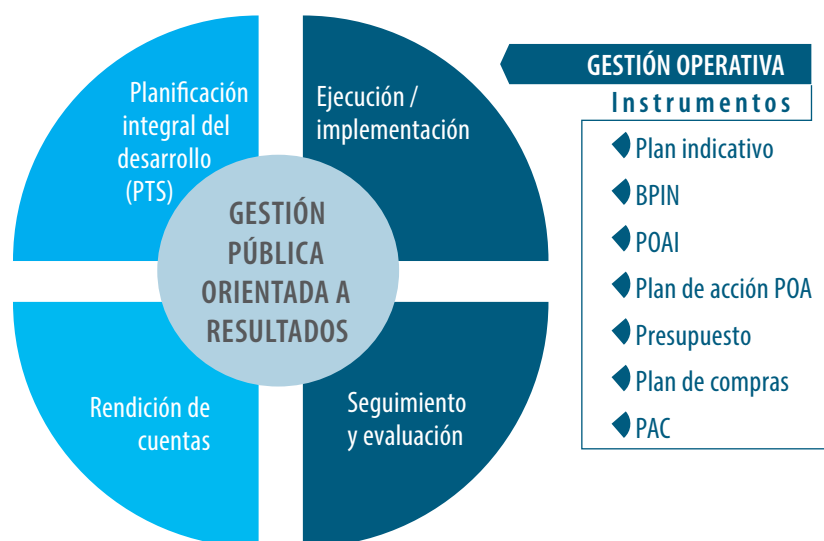 Planificación
integral del
desarrollo
(PTS)
Ejecución /
implementación
GESTIÓN
PÚBLICA
ORIENTADA A
RESULTADOS
Rendición de
cuentas
Seguimiento
y evaluación
GESTIÓN OPERATIVA
Instrumentos
Plan indicativo
BPIN
POAI
Plan de acción POA
Presupuesto
Plan de compras
PAC